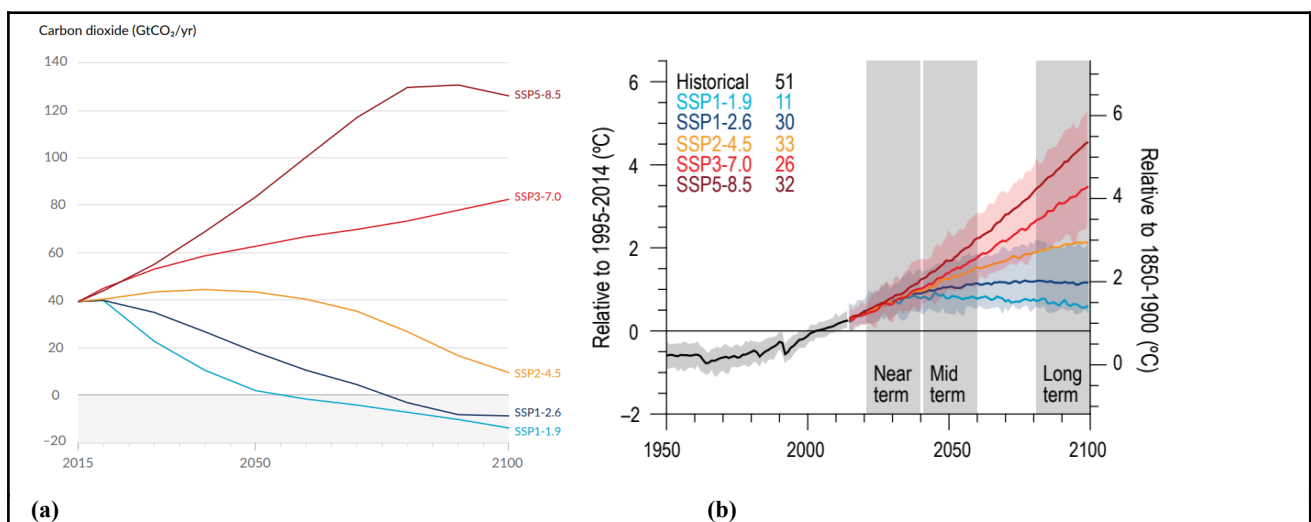 Carbon dioxide (GtCO₂/yr)
140
120
100
80
60
40
20
0
−20
2015
2050
2100
SSP5-8.5
SSP3-7.0
SSP2-4.5
SSP1-2.6
SSP1-1.9
(a)
Relative to 1995-2014 (ºC)
6
4
2
0
−2
Historical 51
SSP1-1.9 11
SSP1-2.6 30
SSP2-4.5 33
SSP3-7.0 26
SSP5-8.5 32
Near term
Mid term
Long term
1950
2000
2050
2100
6
4
2
0
Relative to 1850-1900 (ºC)
(b)